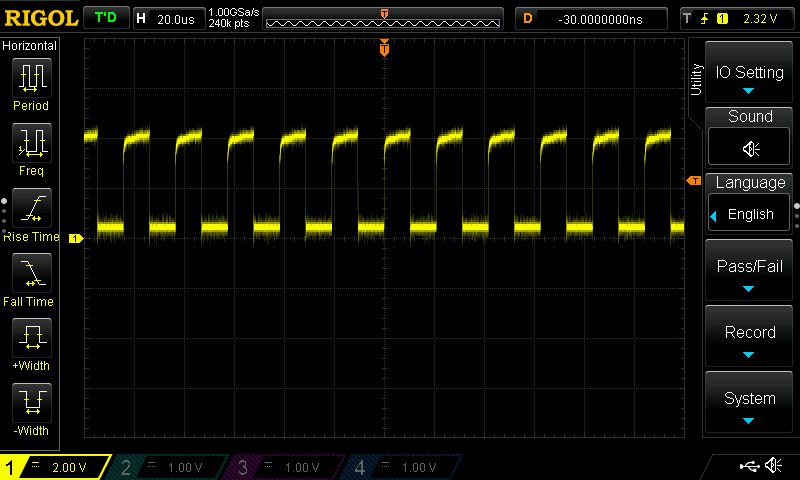 RIGOL T'D H 20.0us 1.00GSa/s 240k pts T D -30.0000000ns T 1 2.32 V
Horizontal
Period
Freq
Rise Time
Fall Time
+Width
-Width
T
T
1
Utility
IO Setting
Sound
Language
English
Pass/Fail
Record
System
1 2.00 V 2 1.00 V 3 1.00 V 4 1.00 V